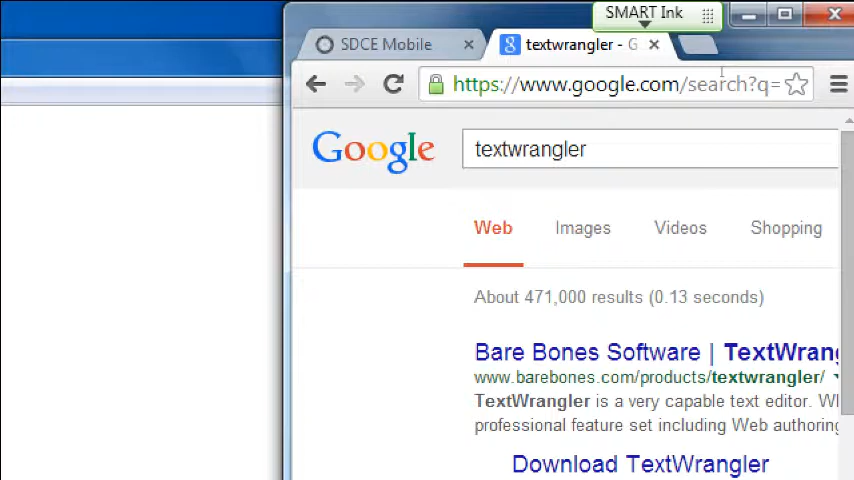 SMART Ink
SDCE Mobile
textwrangler - G
https://www.google.com/search?q=
Google
textwrangler
Web Images Videos Shopping
About 471,000 results (0.13 seconds)
Bare Bones Software | TextWrang
www.barebones.com/products/textwrangler/
TextWrangler is a very capable text editor. Wh
professional feature set including Web authoring
Download TextWrangler